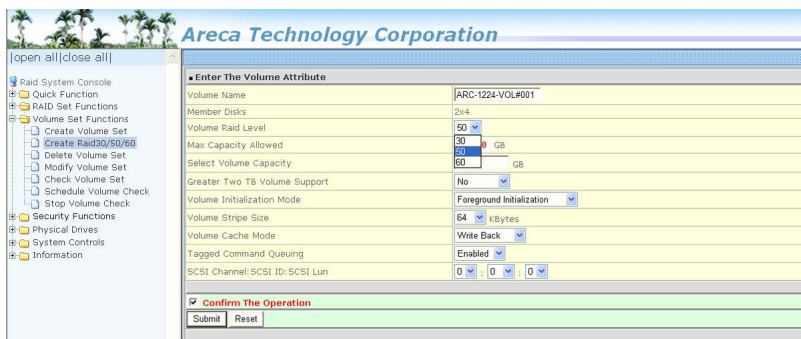 Areca Technology Corporation
|open all|close all|
Raid System Console
Quick Function
RAID Set Functions
Volume Set Functions
Create Volume Set
Create Raid30/50/60
Delete Volume Set
Modify Volume Set
Check Volume Set
Schedule Volume Check
Stop Volume Check
Security Functions
Physical Drives
System Controls
Information
Enter The Volume Attribute
Volume Name ARC-1224-VOL#001
Member Disks 2x4
Volume Raid Level 50
30
50
60
Max Capacity Allowed 0 GB
Select Volume Capacity GB
Greater Two TB Volume Support No
Volume Initialization Mode Foreground Initialization
Volume Stripe Size 64 KBytes
Volume Cache Mode Write Back
Tagged Command Queuing Enabled
SCSI Channel:SCSI ID:SCSI Lun 0 : 0 : 0
Confirm The Operation
Submit Reset